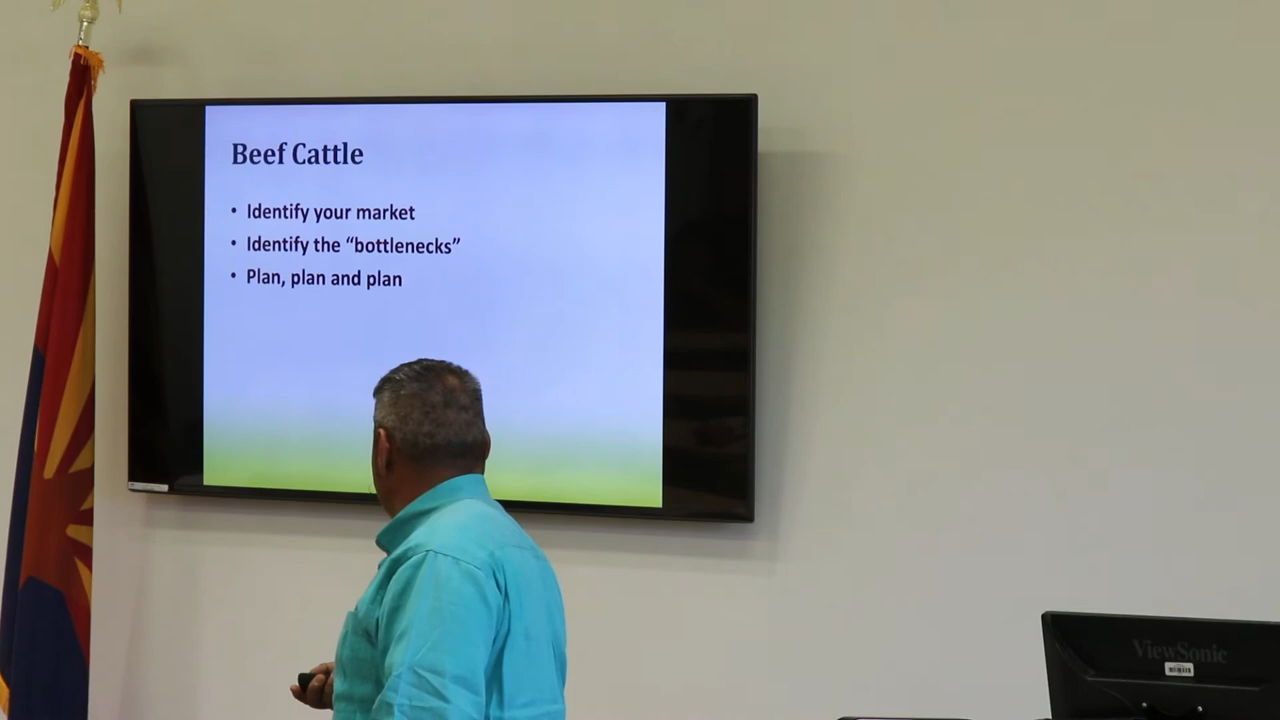 Beef Cattle
• Identify your market
• Identify the “bottlenecks”
• Plan, plan and plan
ViewSonic